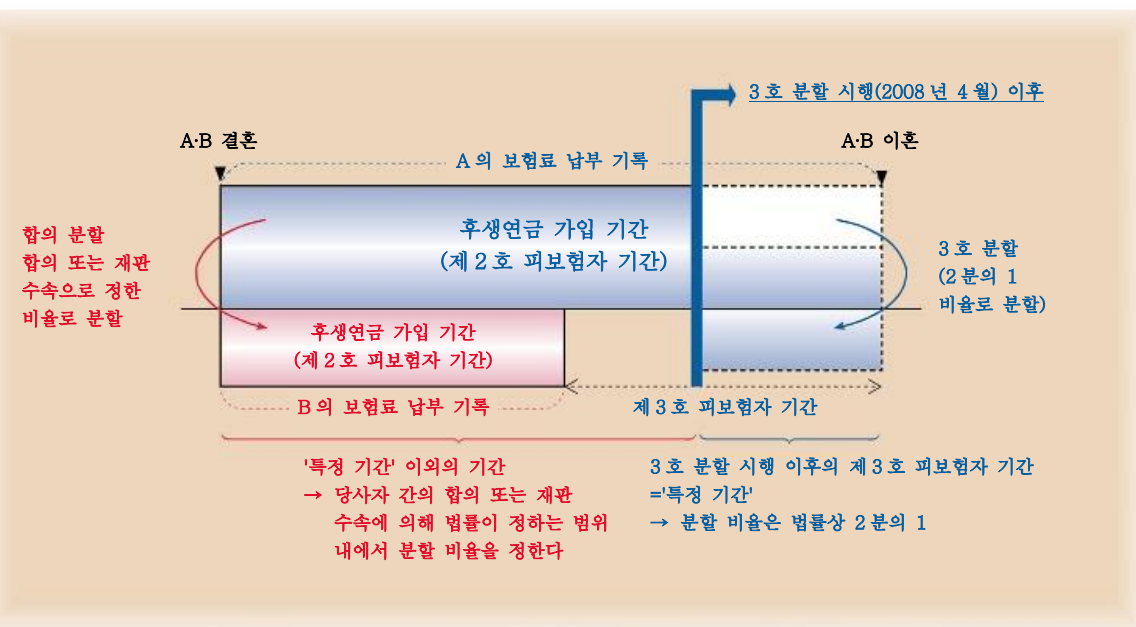 3호 분할 시행(2008년 4월) 이후
A·B 결혼
A·B 이혼
A의 보험료 납부 기록
합의 분할
합의 또는 재판
수속으로 정한
비율로 분할
후생연금 가입 기간
(제2호 피보험자 기간)
3호 분할
(2분의 1
비율로 분할)
후생연금 가입 기간
(제2호 피보험자 기간)
B의 보험료 납부 기록
제3호 피보험자 기간
'특정 기간' 이외의 기간
→ 당사자 간의 합의 또는 재판
수속에 의해 법률이 정하는 범위
내에서 분할 비율을 정한다
3호 분할 시행 이후의 제3호 피보험자 기간
='특정 기간'
→ 분할 비율은 법률상 2분의 1